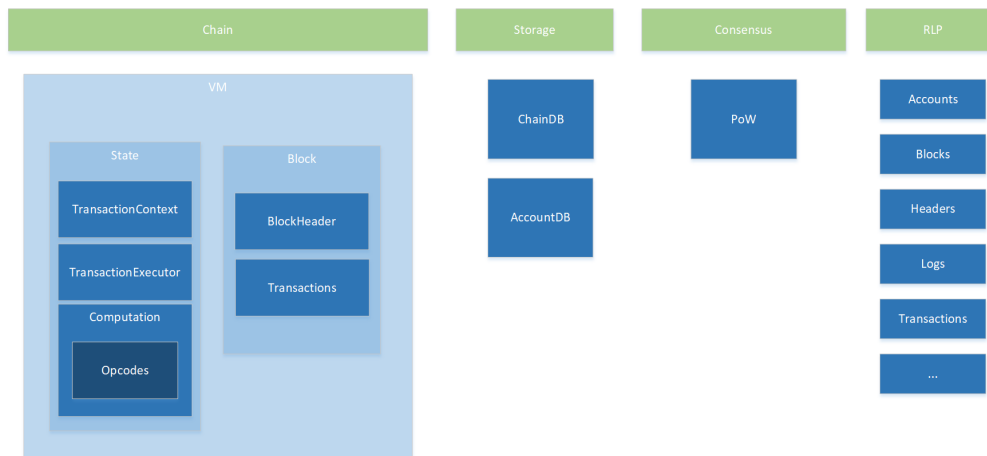 Chain
VM
State
TransactionContext
TransactionExecutor
Computation
Opcodes
Block
BlockHeader
Transactions
Storage
ChainDB
AccountDB
Consensus
PoW
RLP
Accounts
Blocks
Headers
Logs
Transactions
...